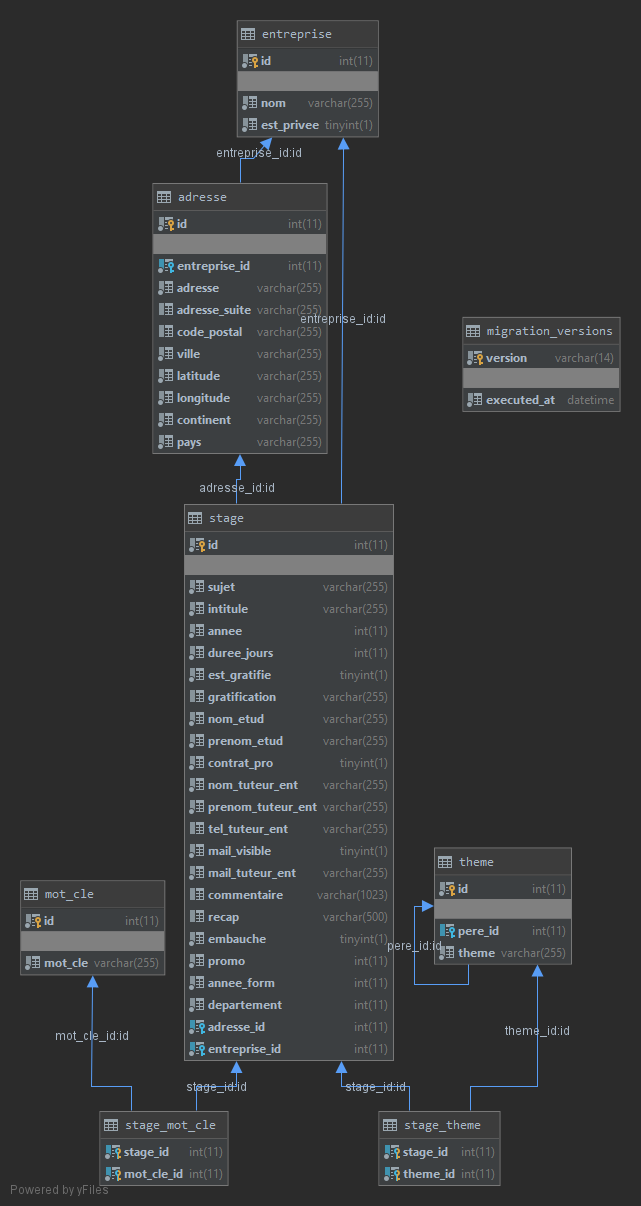 entreprise
id int(11)
nom varchar(255)
est_privee tinyint(1)
entreprise_id:id
adresse
id int(11)
entreprise_id int(11)
adresse varchar(255)
adresse_suite varchar(255)
code_postal varchar(255)
ville varchar(255)
latitude varchar(255)
longitude varchar(255)
continent varchar(255)
pays varchar(255)
entreprise_id:id
migration_versions
version varchar(14)
executed_at datetime
adresse_id:id
stage
id int(11)
sujet varchar(255)
intitule varchar(255)
annee int(11)
duree_jours int(11)
est_gratifie tinyint(1)
gratification varchar(255)
nom_etud varchar(255)
prenom_etud varchar(255)
contrat_pro tinyint(1)
nom_tuteur_ent varchar(255)
prenom_tuteur_ent varchar(255)
tel_tuteur_ent varchar(255)
mail_visible tinyint(1)
mail_tuteur_ent varchar(255)
commentaire varchar(1023)
recap varchar(500)
embauche tinyint(1)
promo int(11)
annee_form int(11)
departement int(11)
adresse_id int(11)
entreprise_id int(11)
theme
id int(11)
pere_id int(11)
theme varchar(255)
pere_id:id
mot_cle
id int(11)
mot_cle varchar(255)
mot_cle_id:id
stage_id:id
stage_id:id
theme_id:id
stage_mot_cle
stage_id int(11)
mot_cle_id int(11)
stage_theme
stage_id int(11)
theme_id int(11)
Powered by yFiles